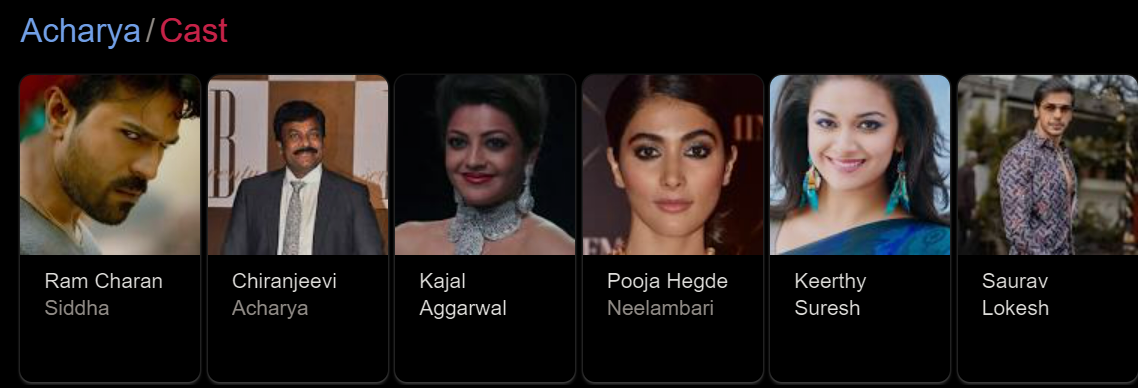 Acharya / Cast
Ram Charan
Siddha
Chiranjeevi
Acharya
Kajal
Aggarwal
Pooja Hegde
Neelambari
Keerthy
Suresh
Saurav
Lokesh